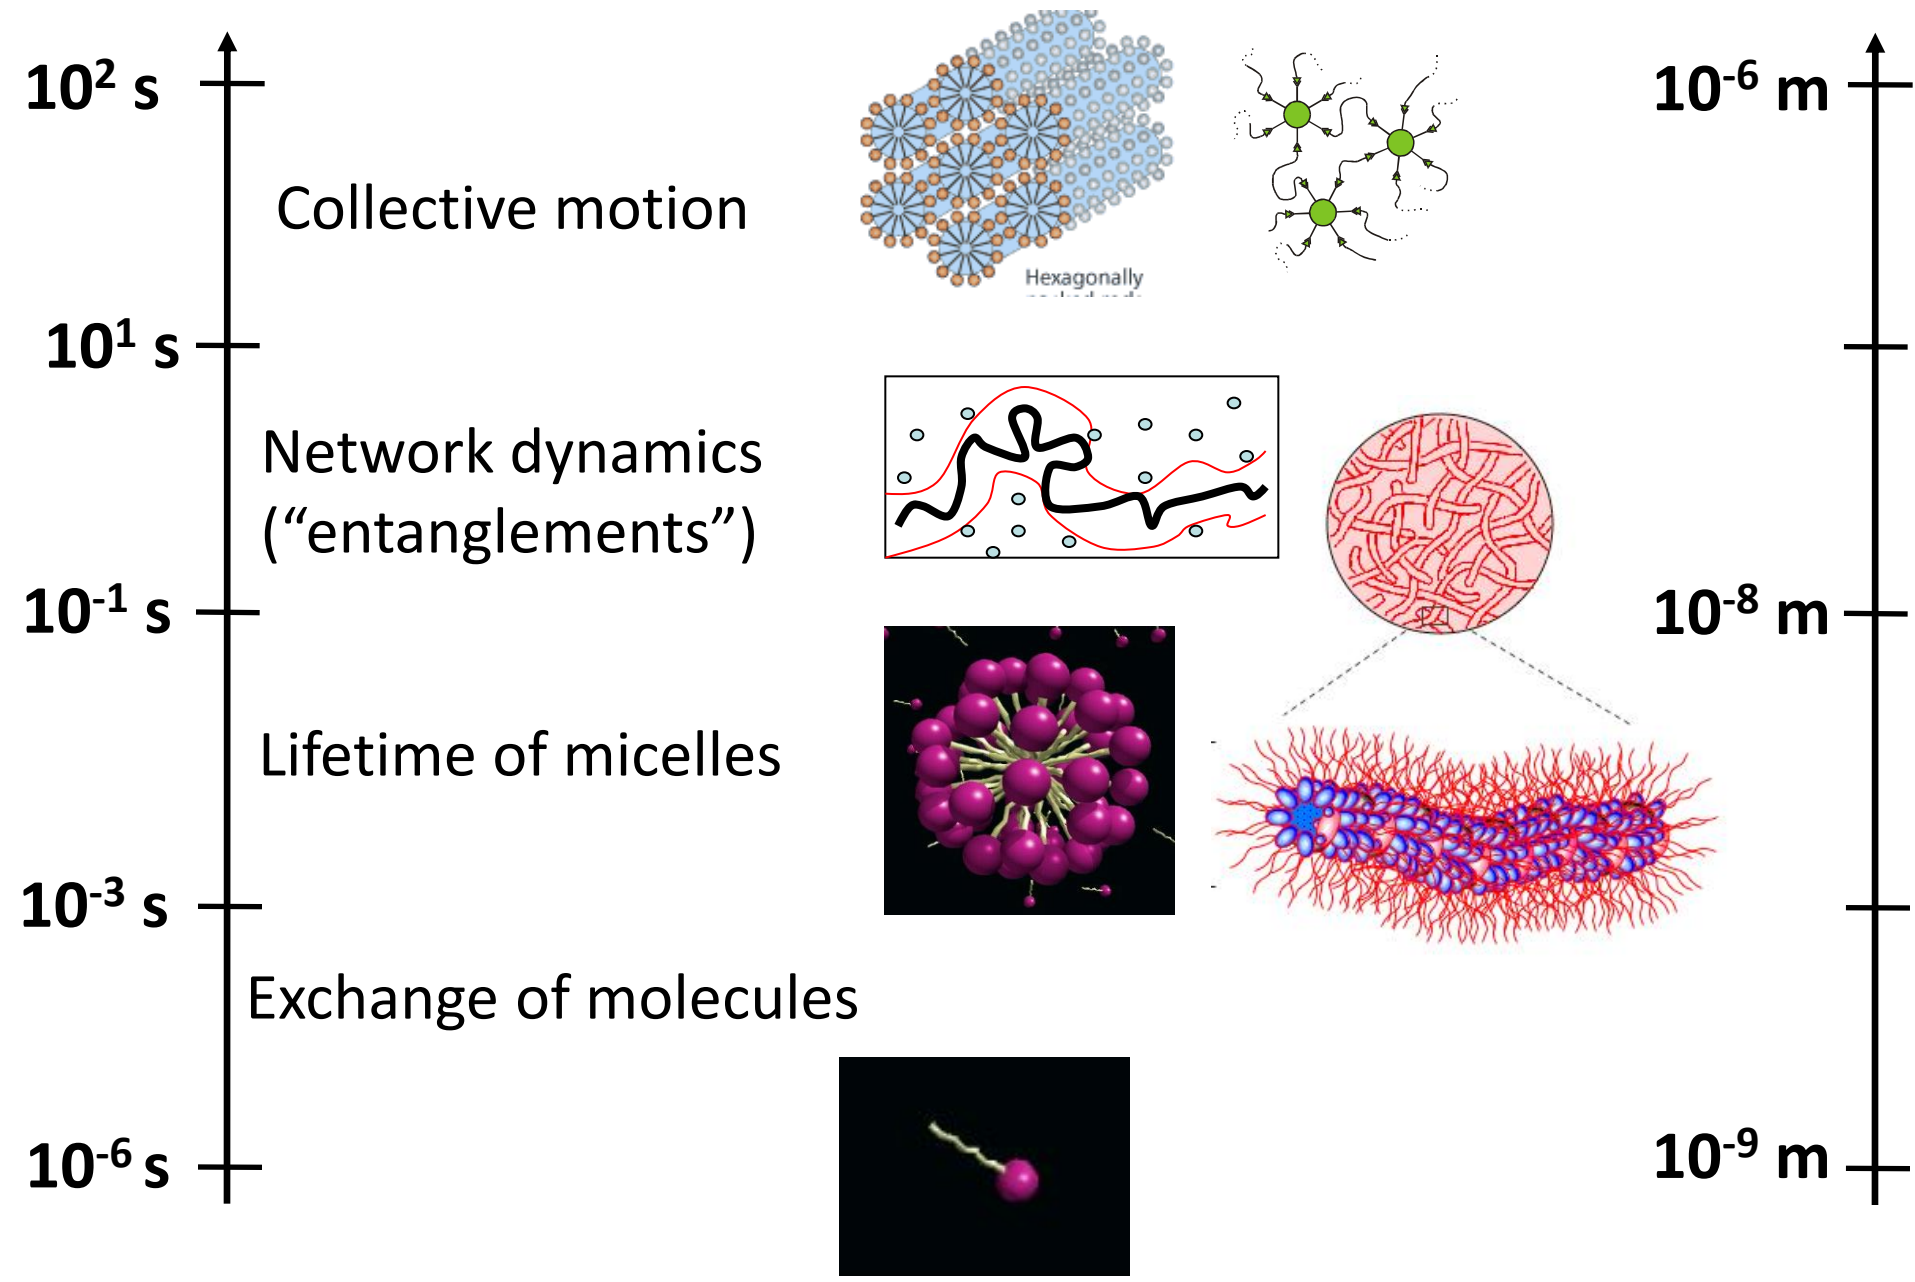 10² s
10⁻⁶ m
Collective motion
Hexagonally
10¹ s
Network dynamics
(“entanglements”)
10⁻¹ s
10⁻⁸ m
Lifetime of micelles
10⁻³ s
Exchange of molecules
10⁻⁶ s
10⁻⁹ m